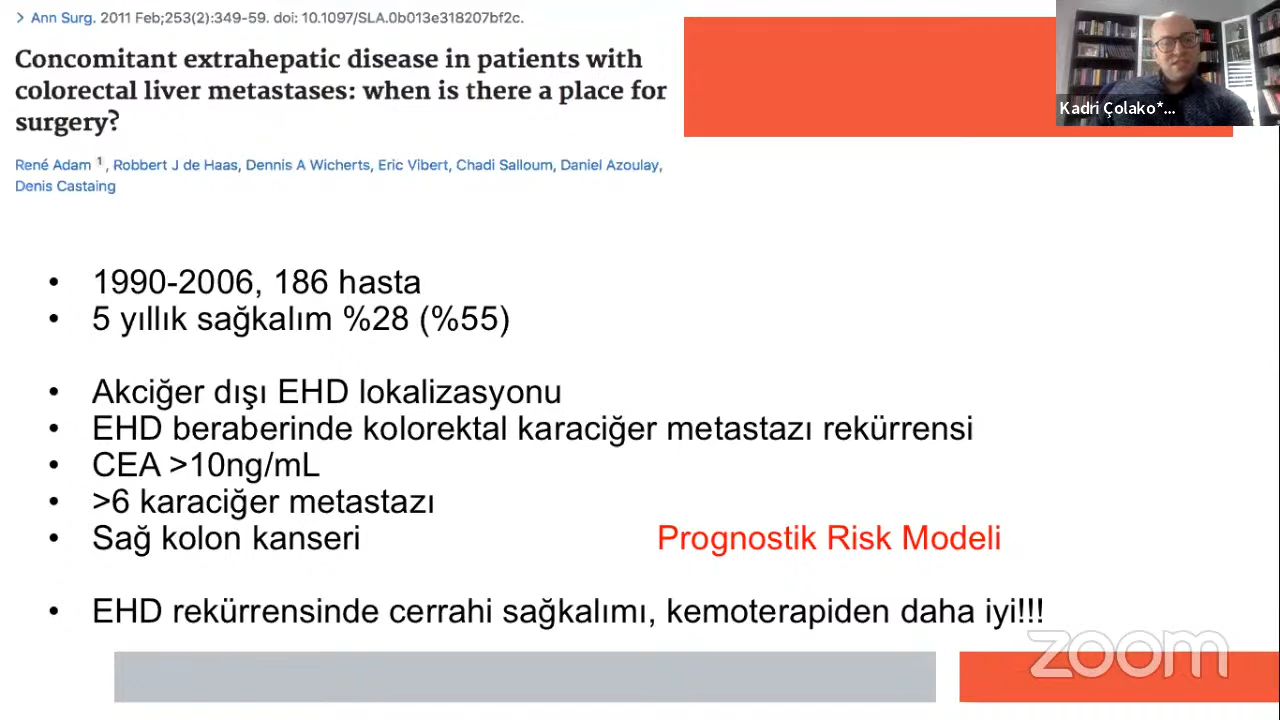 > Ann Surg. 2011 Feb;253(2):349-59. doi: 10.1097/SLA.0b013e318207bf2c.
Concomitant extrahepatic disease in patients with
colorectal liver metastases: when is there a place for
surgery?
René Adam 1, Robbert J de Haas, Dennis A Wicherts, Eric Vibert, Chadi Salloum, Daniel Azoulay,
Denis Castaing
Kadri Çolako*...
• 1990-2006, 186 hasta
• 5 yıllık sağkalım %28 (%55)
• Akciğer dışı EHD lokalizasyonu
• EHD beraberinde kolorektal karaciğer metastazı rekürrensi
• CEA >10ng/mL
• >6 karaciğer metastazı
• Sağ kolon kanseri
Prognostik Risk Modeli
• EHD rekürrensinde cerrahi sağkalımı, kemoterapiden daha iyi!!!
zoom